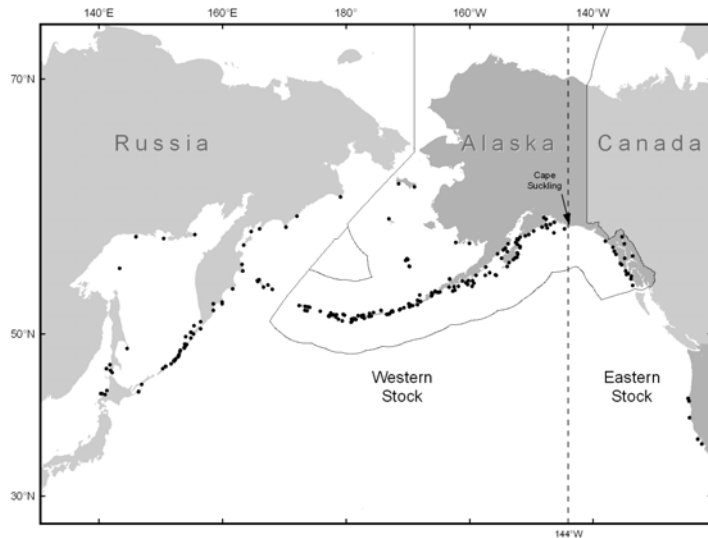 140°E
160°E
180°
160°W
140°W
70°N
Russia
Alaska
Canada
Cape
Suckling
50°N
Western
Stock
Eastern
Stock
30°N
144°W